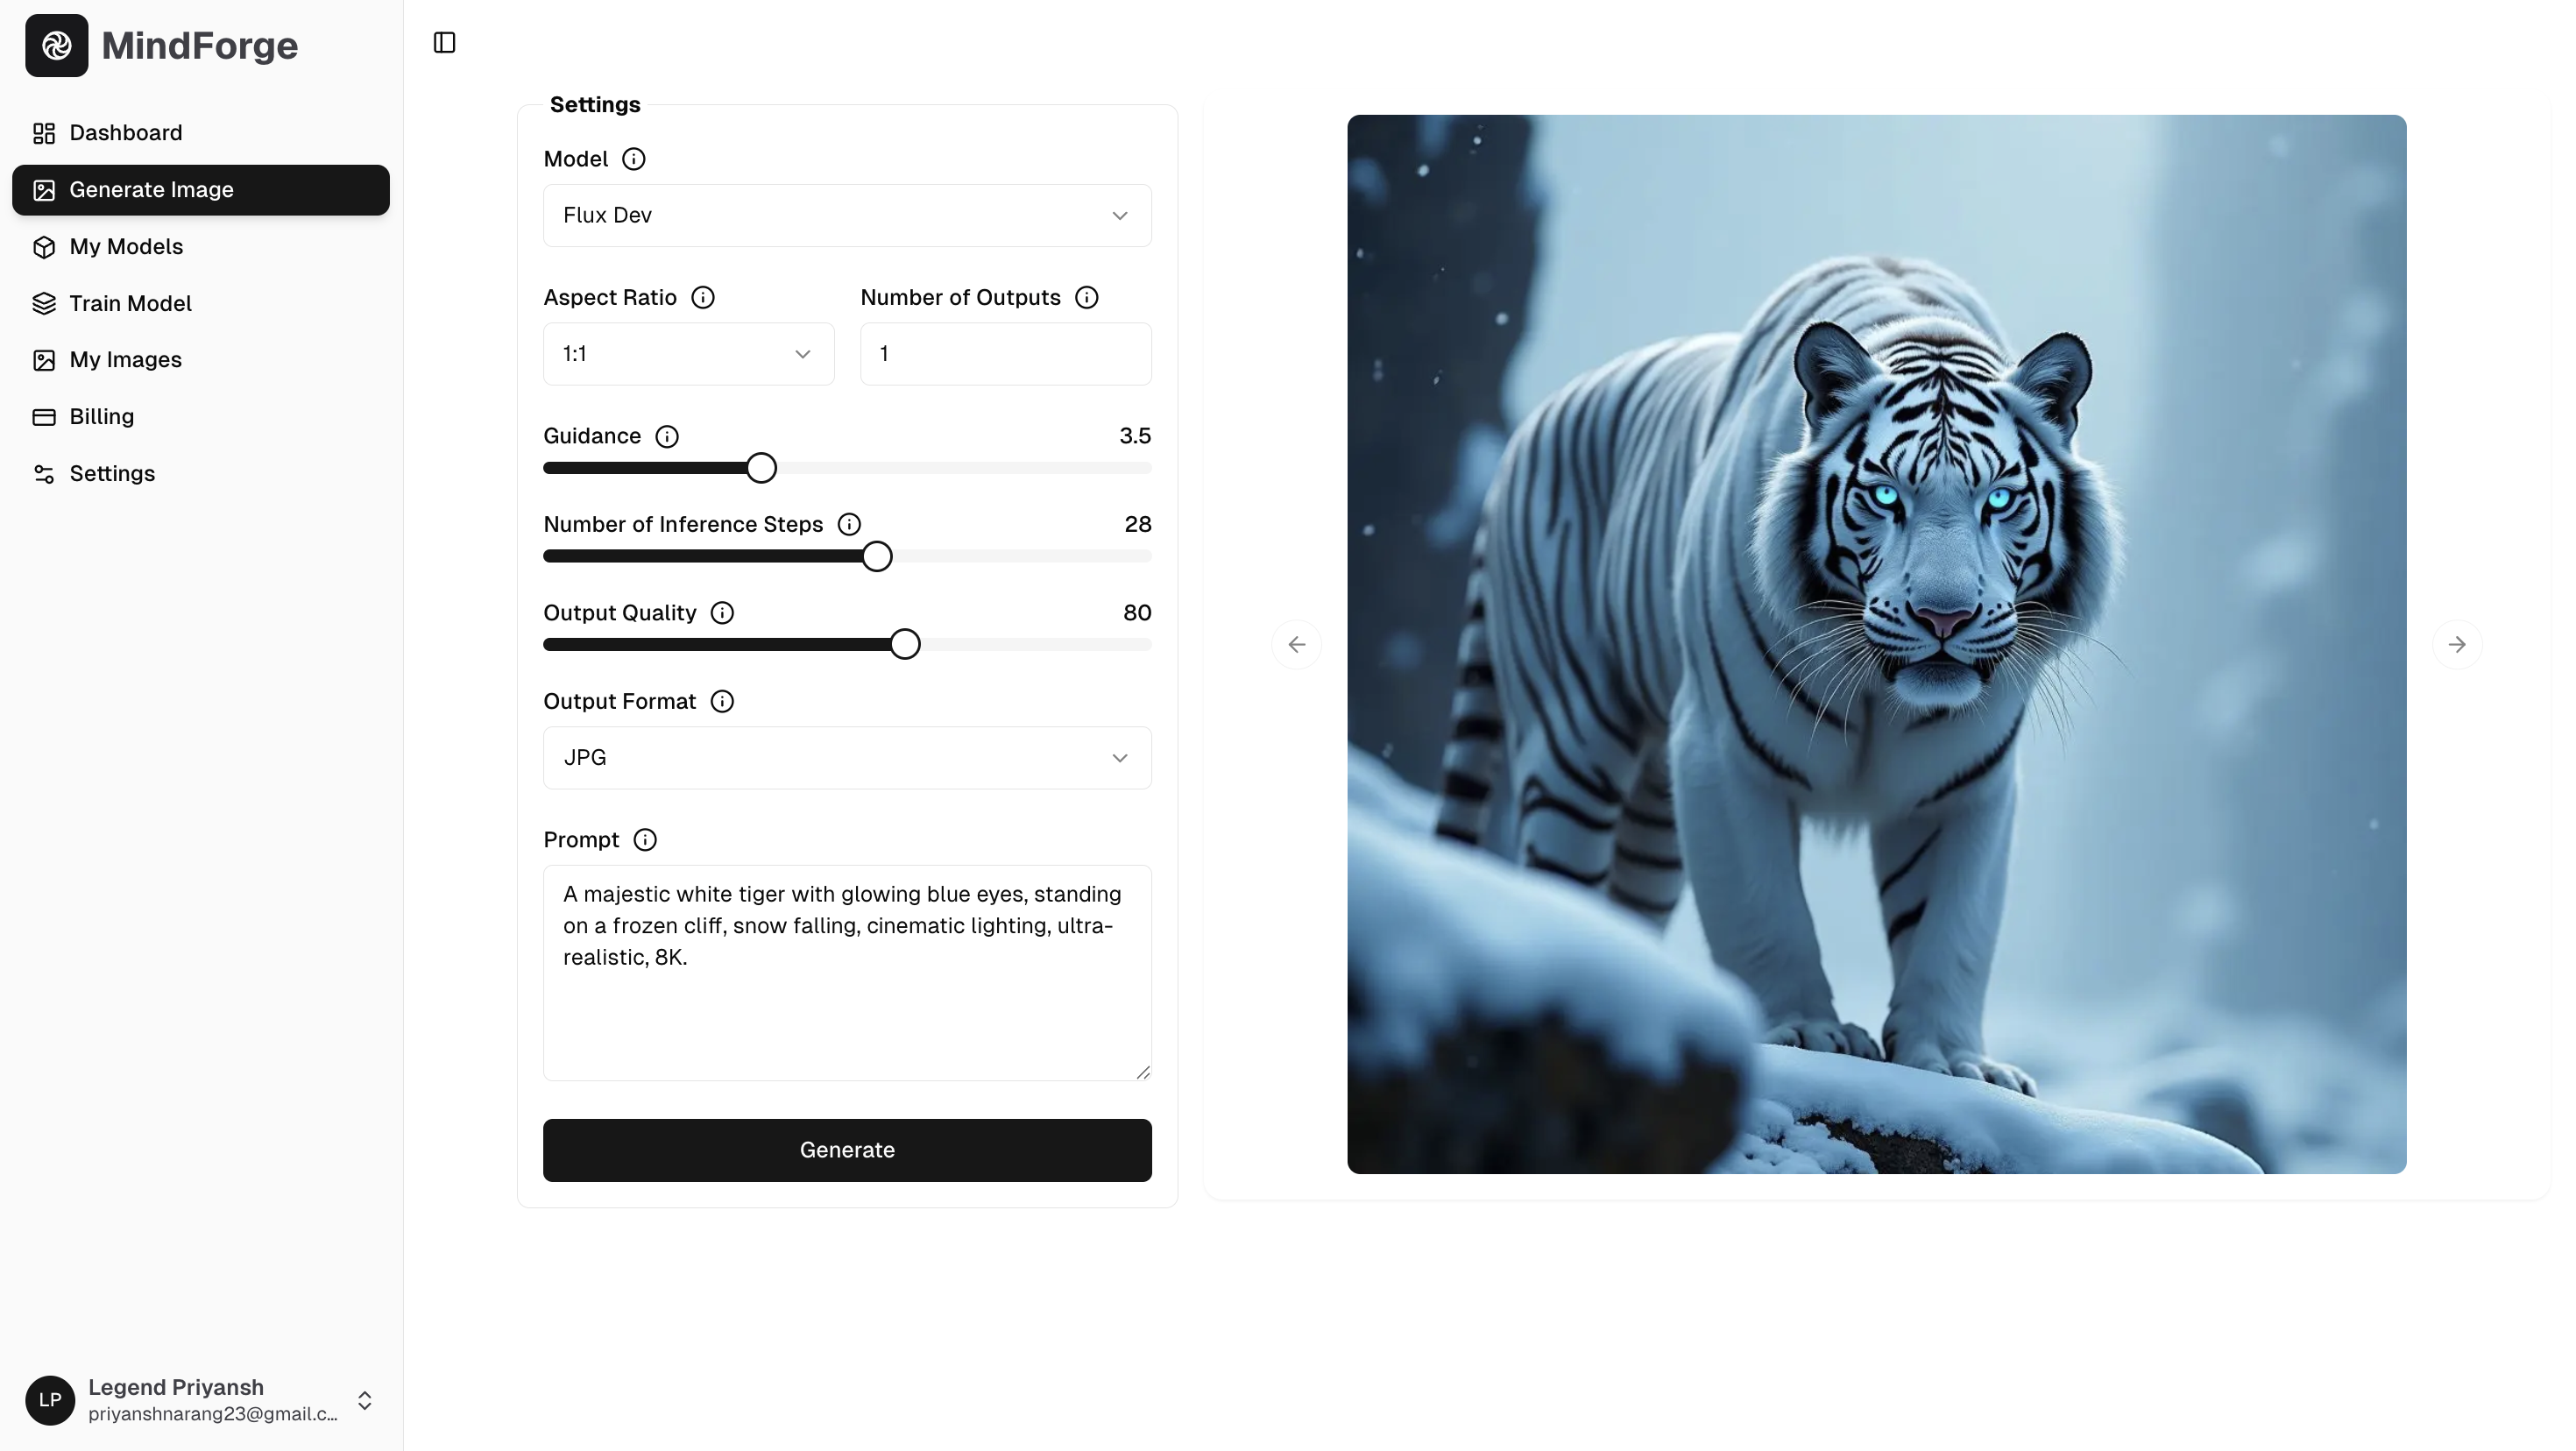 MindForge
Dashboard
Generate Image
My Models
Train Model
My Images
Billing
Settings
LP
Legend Priyansh
priyanshnarang23@gmail.c...
Settings
Model
Flux Dev
Aspect Ratio
Number of Outputs
1:1
1
Guidance
3.5
Number of Inference Steps
28
Output Quality
80
Output Format
JPG
Prompt
A majestic white tiger with glowing blue eyes, standing
on a frozen cliff, snow falling, cinematic lighting, ultra-
realistic, 8K.
Generate